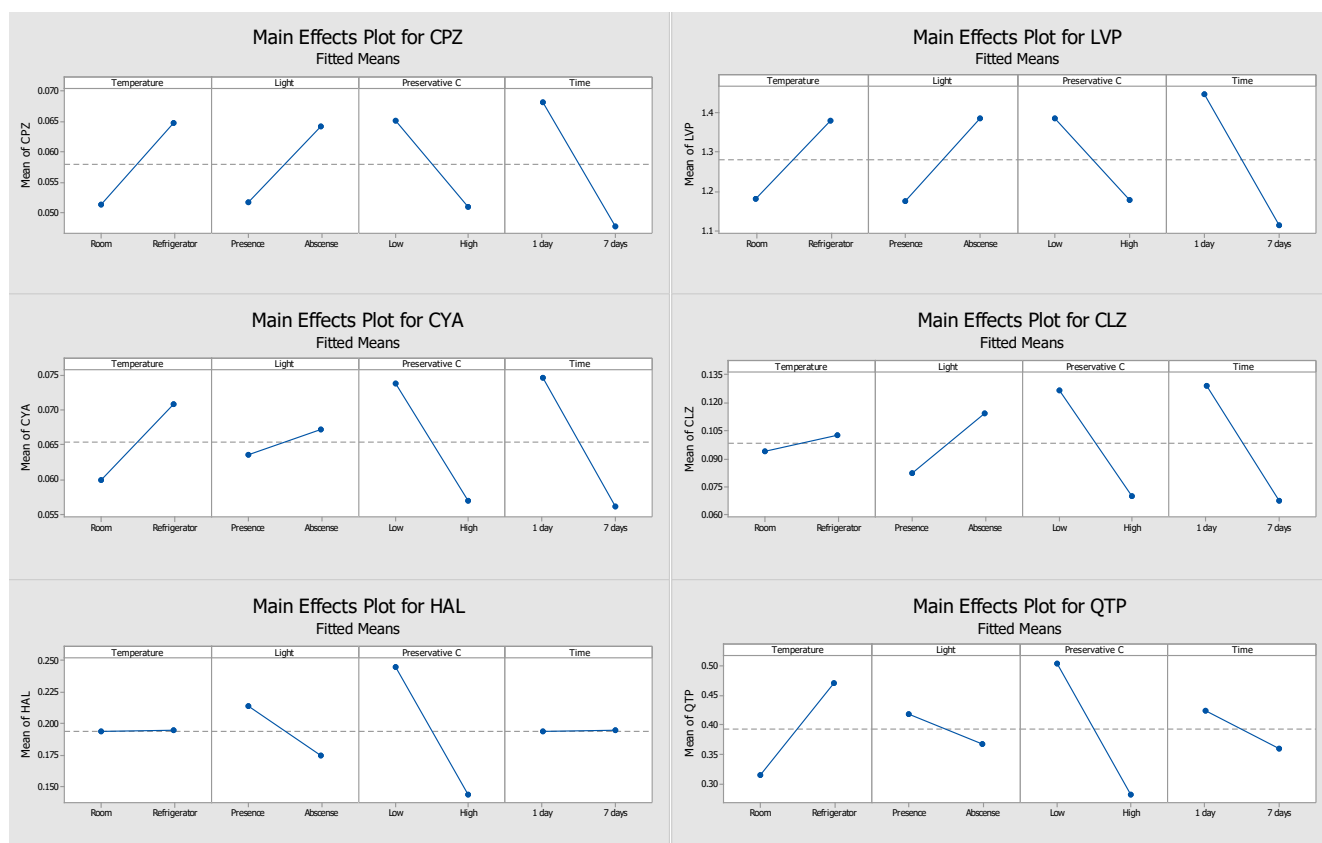 Main Effects Plot for CPZ
Fitted Means
Temperature Light Preservative C Time
0.070
0.065
0.060
0.055
0.050
Mean of CPZ
Room Refrigerator Presence Abscense Low High 1 day 7 days
Main Effects Plot for LVP
Fitted Means
Temperature Light Preservative C Time
1.4
1.3
1.2
1.1
Mean of LVP
Room Refrigerator Presence Abscense Low High 1 day 7 days
Main Effects Plot for CYA
Fitted Means
Temperature Light Preservative C Time
0.075
0.070
0.065
0.060
0.055
Mean of CYA
Room Refrigerator Presence Abscense Low High 1 day 7 days
Main Effects Plot for CLZ
Fitted Means
Temperature Light Preservative C Time
0.135
0.120
0.105
0.090
0.075
0.060
Mean of CLZ
Room Refrigerator Presence Abscense Low High 1 day 7 days
Main Effects Plot for HAL
Fitted Means
Temperature Light Preservative C Time
0.250
0.225
0.200
0.175
0.150
Mean of HAL
Room Refrigerator Presence Abscense Low High 1 day 7 days
Main Effects Plot for QTP
Fitted Means
Temperature Light Preservative C Time
0.50
0.45
0.40
0.35
0.30
Mean of QTP
Room Refrigerator Presence Abscense Low High 1 day 7 days